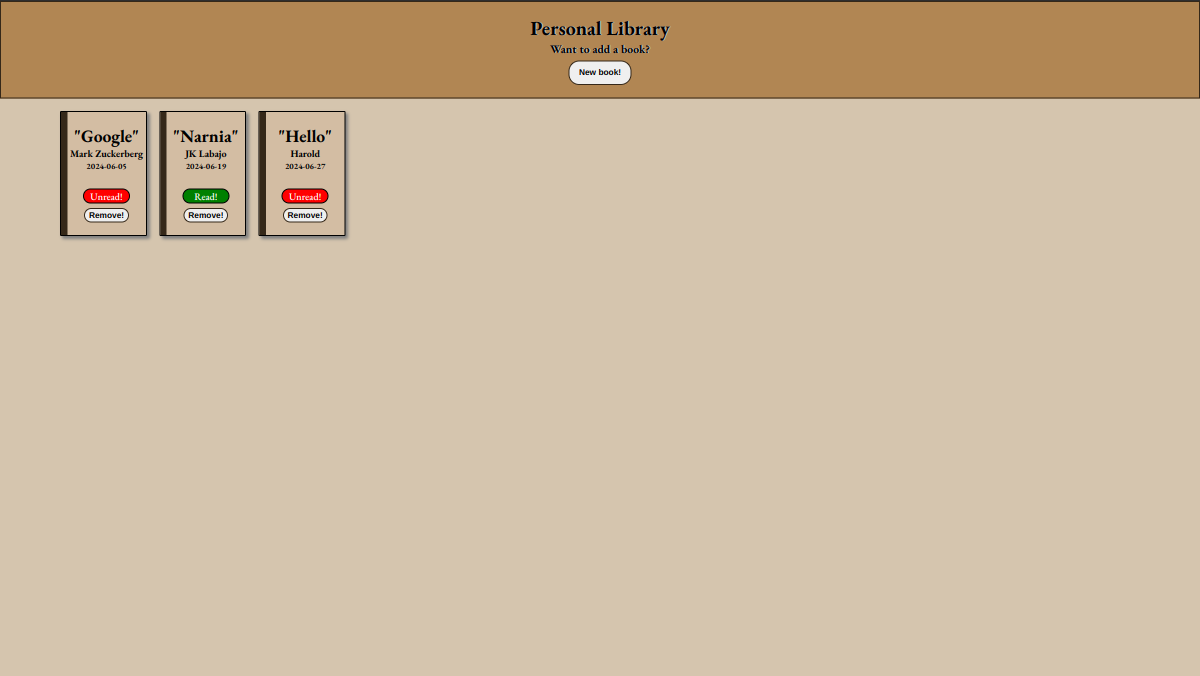 Personal Library
Want to add a book?
New book!
"Google"
Mark Zuckerberg
2024-06-05
Unread!
Remove!
"Narnia"
JK Labajo
2024-06-19
Read!
Remove!
"Hello"
Harold
2024-06-27
Unread!
Remove!